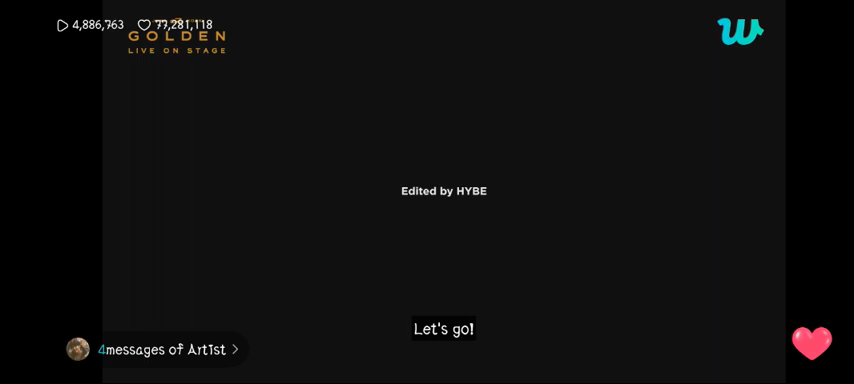 4,886,763 77,281,118
GOLDEN
LIVE ON STAGE
W
Edited by HYBE
Let's go!
4messages of Artist